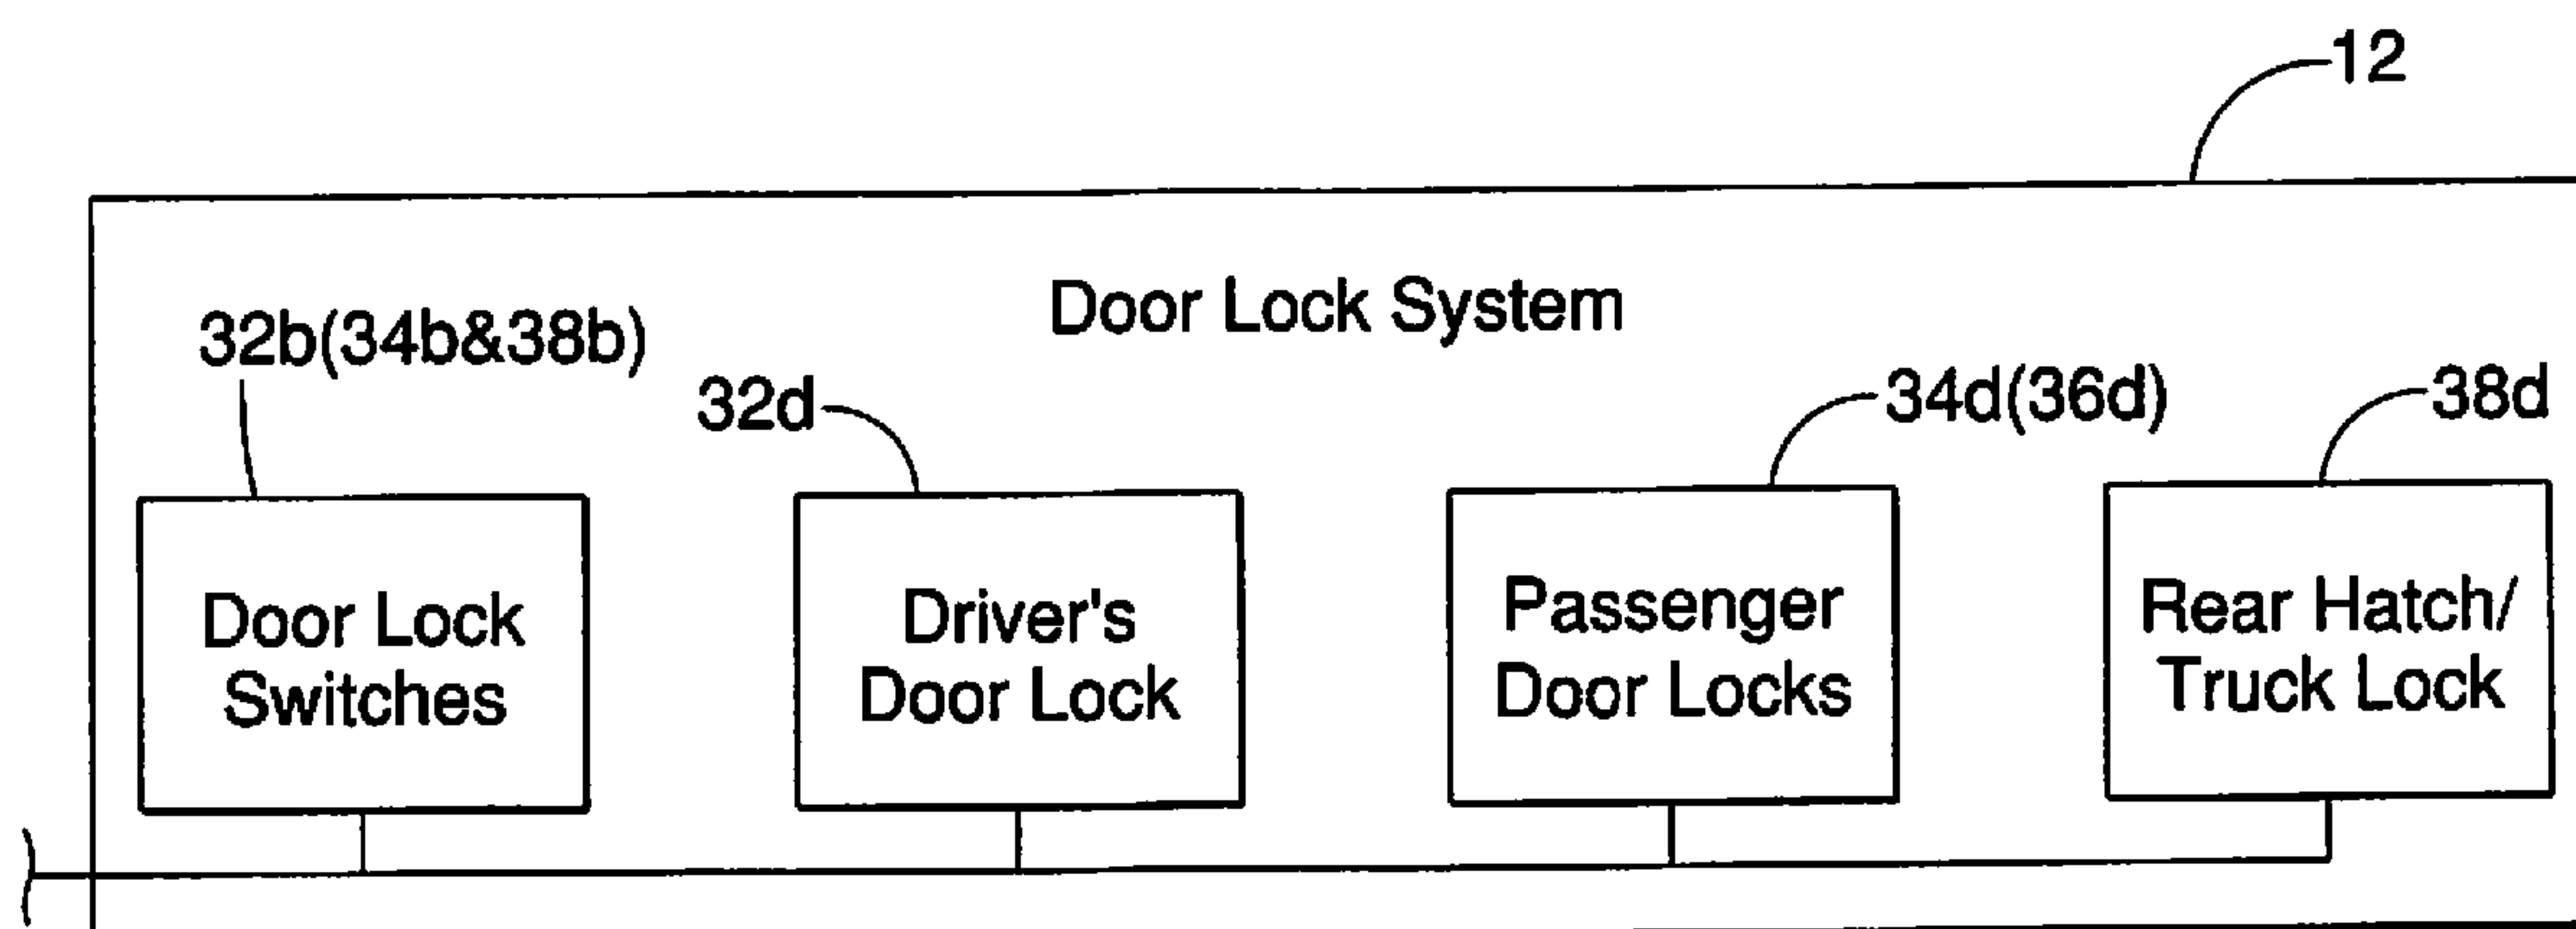 12
Door Lock System
32b(34b&38b)
32d
34d(36d)
38d
Door Lock
Switches
Driver's
Door Lock
Passenger
Door Locks
Rear Hatch/
Truck Lock